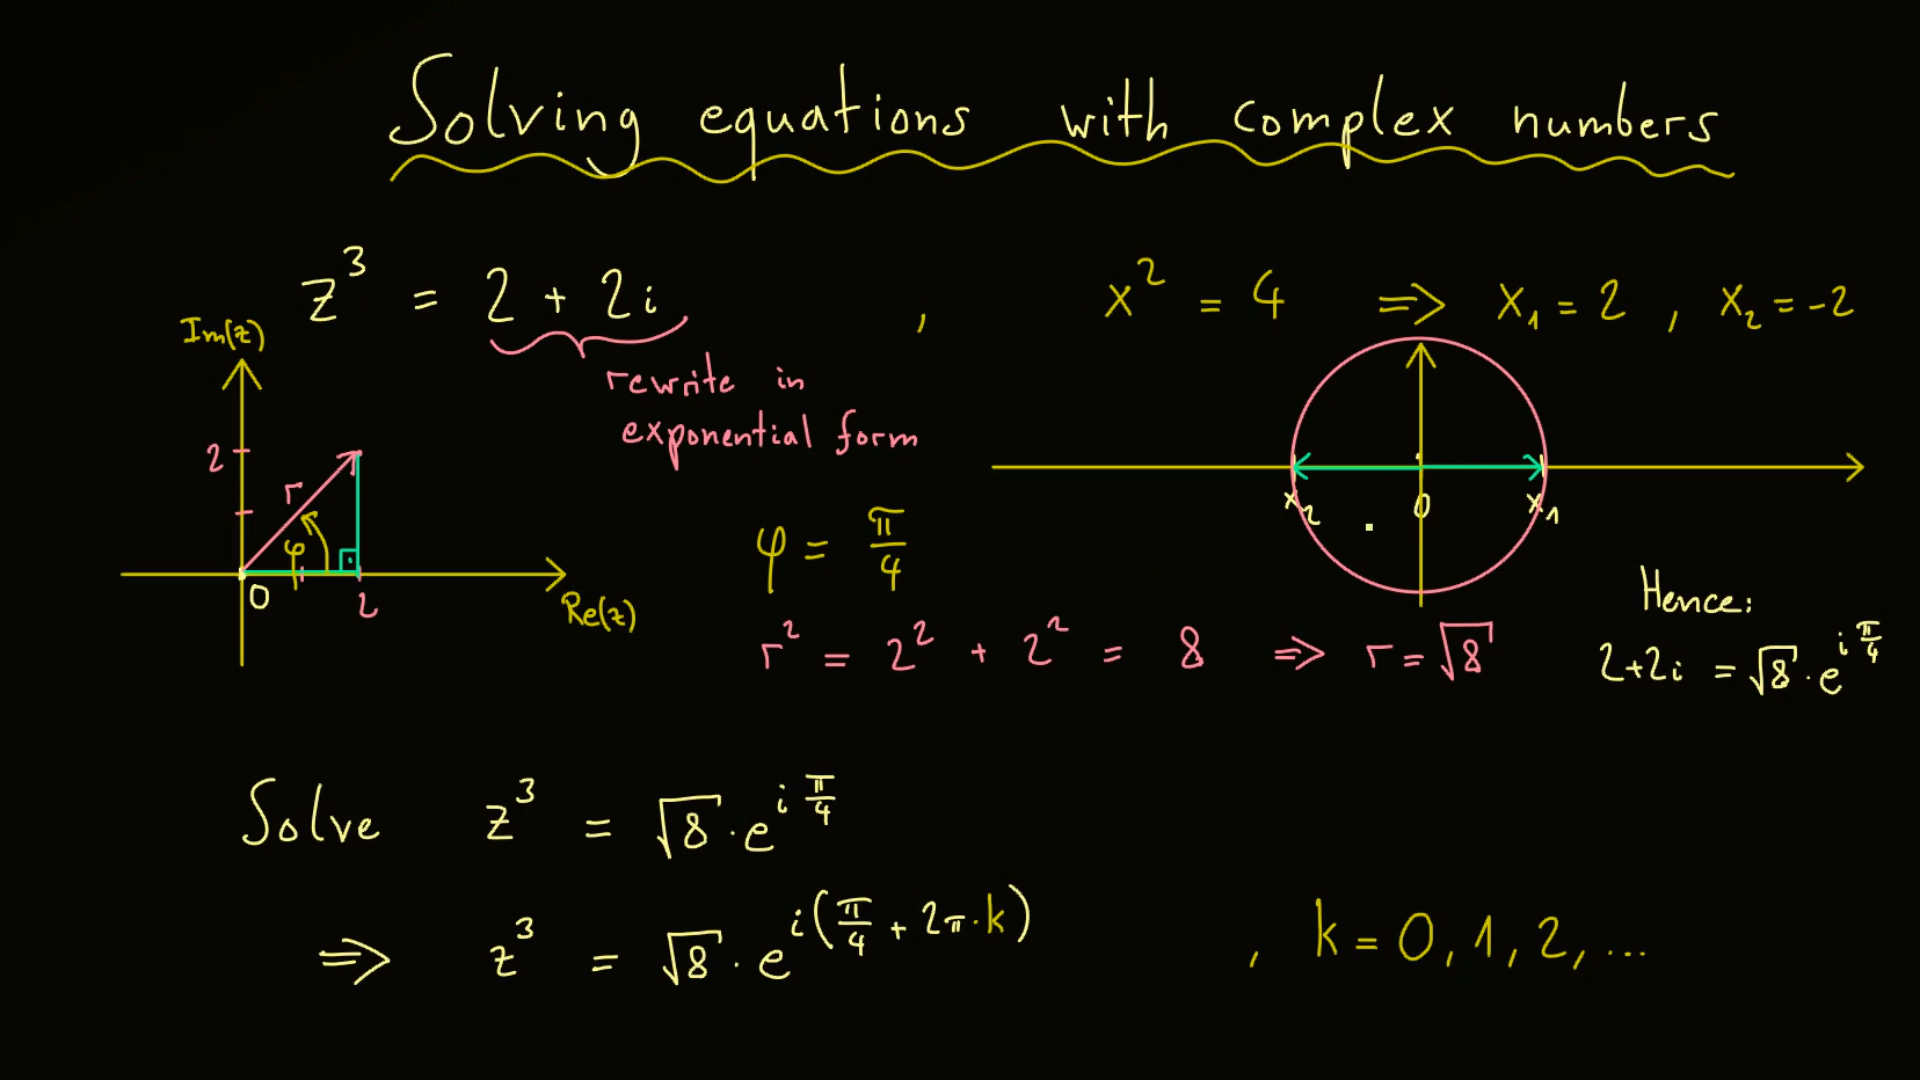 Solving equations with complex numbers
z³ = 2 + 2i , x² = 4 => x₁ = 2 , x₂ = -2
rewrite in
exponential form
Im(z)
2
r
φ
0
2
Re(z)
x₂ 0 x₁
φ = π/4
r² = 2² + 2² = 8 => r = √8
Hence:
2+2i = √8 · e^(i π/4)
Solve z³ = √8 · e^(i π/4)
=> z³ = √8 · e^(i(π/4 + 2π·k)) , k = 0, 1, 2, ...